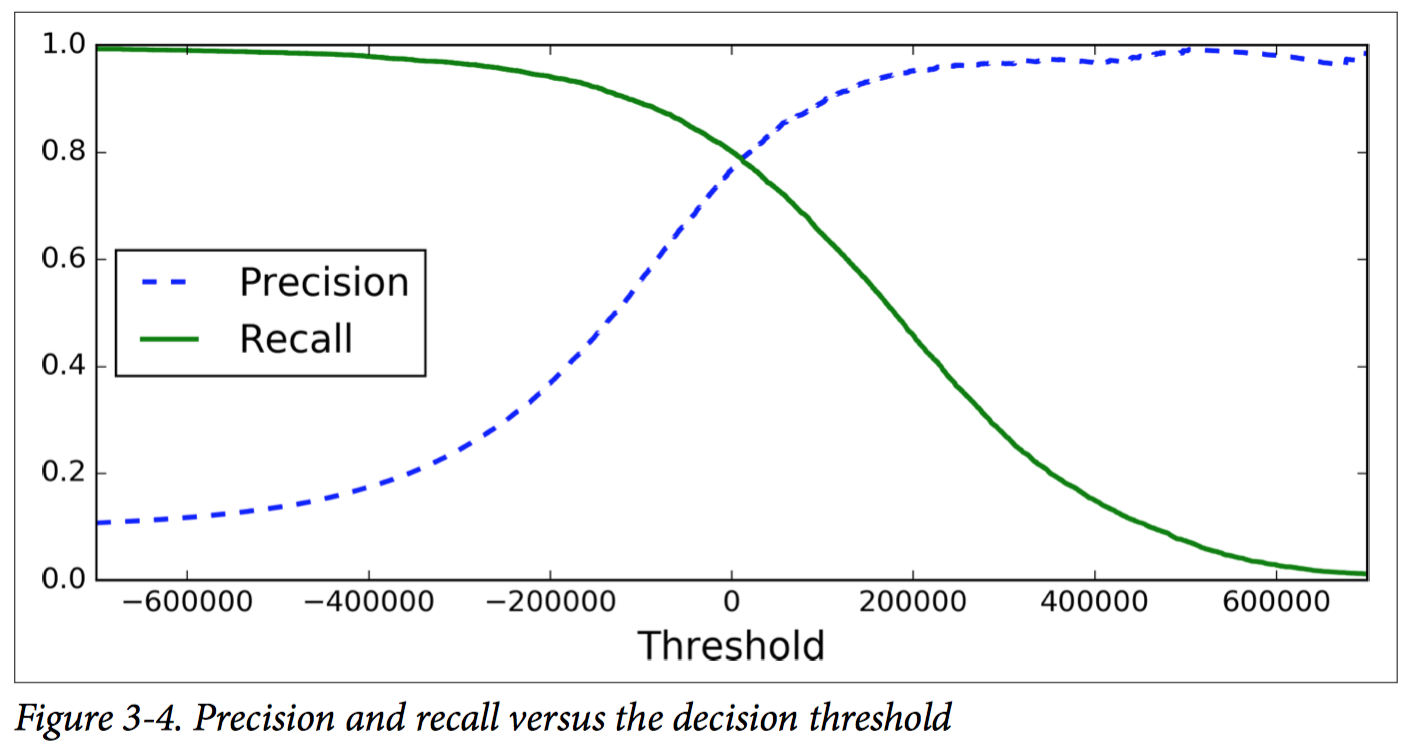 1.0
0.8
0.6
0.4
0.2
0.0
Precision
Recall
−600000 −400000 −200000 0 200000 400000 600000
Threshold
Figure 3-4. Precision and recall versus the decision threshold